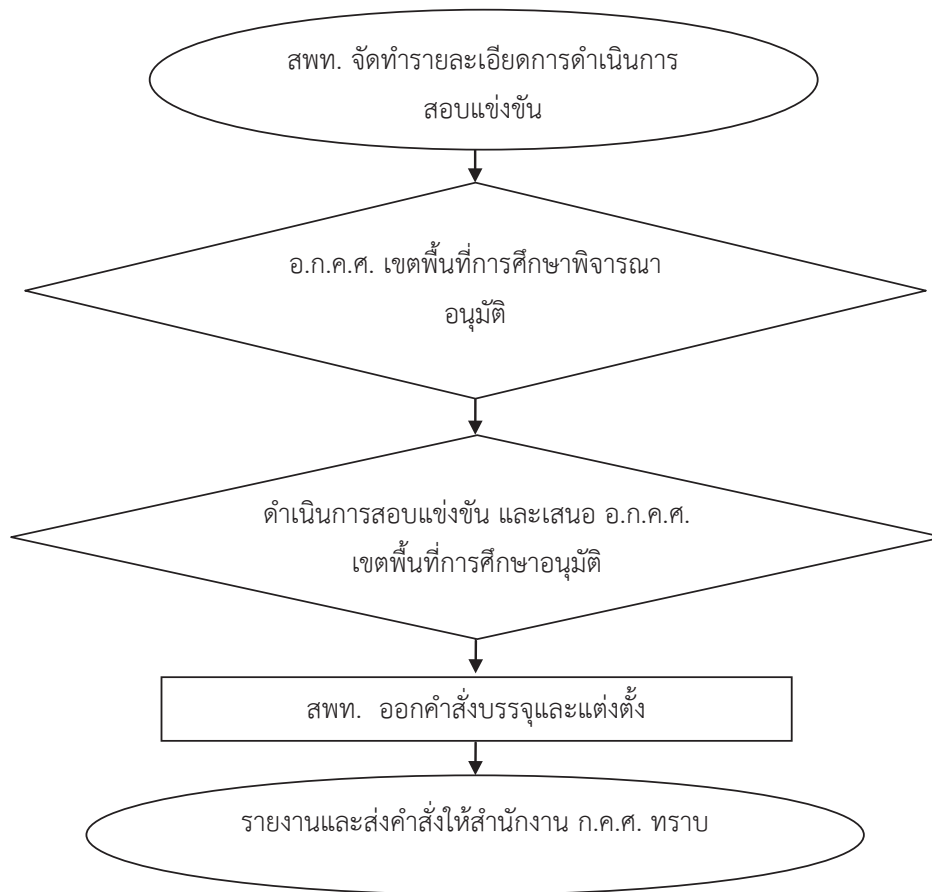 สพท. จัดทำรายละเอียดการดำเนินการ
สอบแข่งขัน
อ.ก.ค.ศ. เขตพื้นที่การศึกษาพิจารณา
อนุมัติ
ดำเนินการสอบแข่งขัน และเสนอ อ.ก.ค.ศ.
เขตพื้นที่การศึกษาอนุมัติ
สพท. ออกคำสั่งบรรจุและแต่งตั้ง
รายงานและส่งคำสั่งให้สำนักงาน ก.ค.ศ. ทราบ